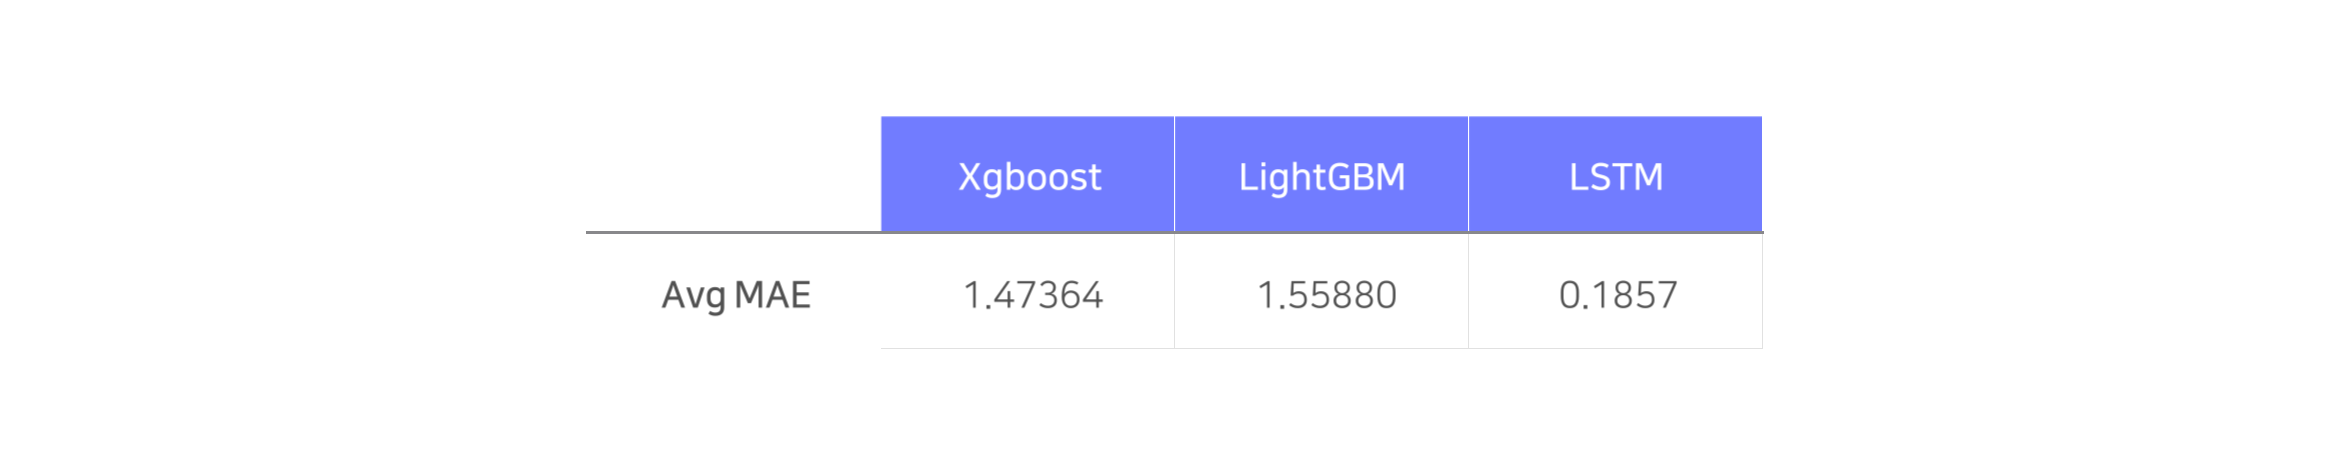 Xgboost LightGBM LSTM
Avg MAE 1.47364 1.55880 0.1857